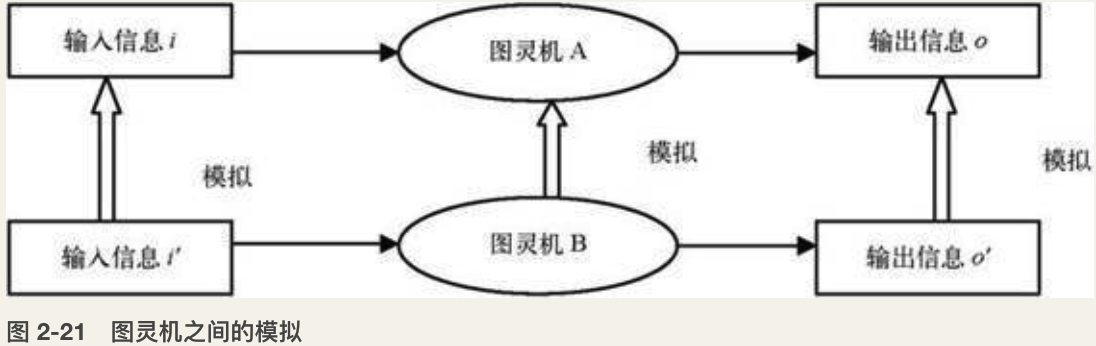 输入信息 i
图灵机 A
输出信息 o
模拟
模拟
模拟
输入信息 i′
图灵机 B
输出信息 o′
图 2-21 图灵机之间的模拟